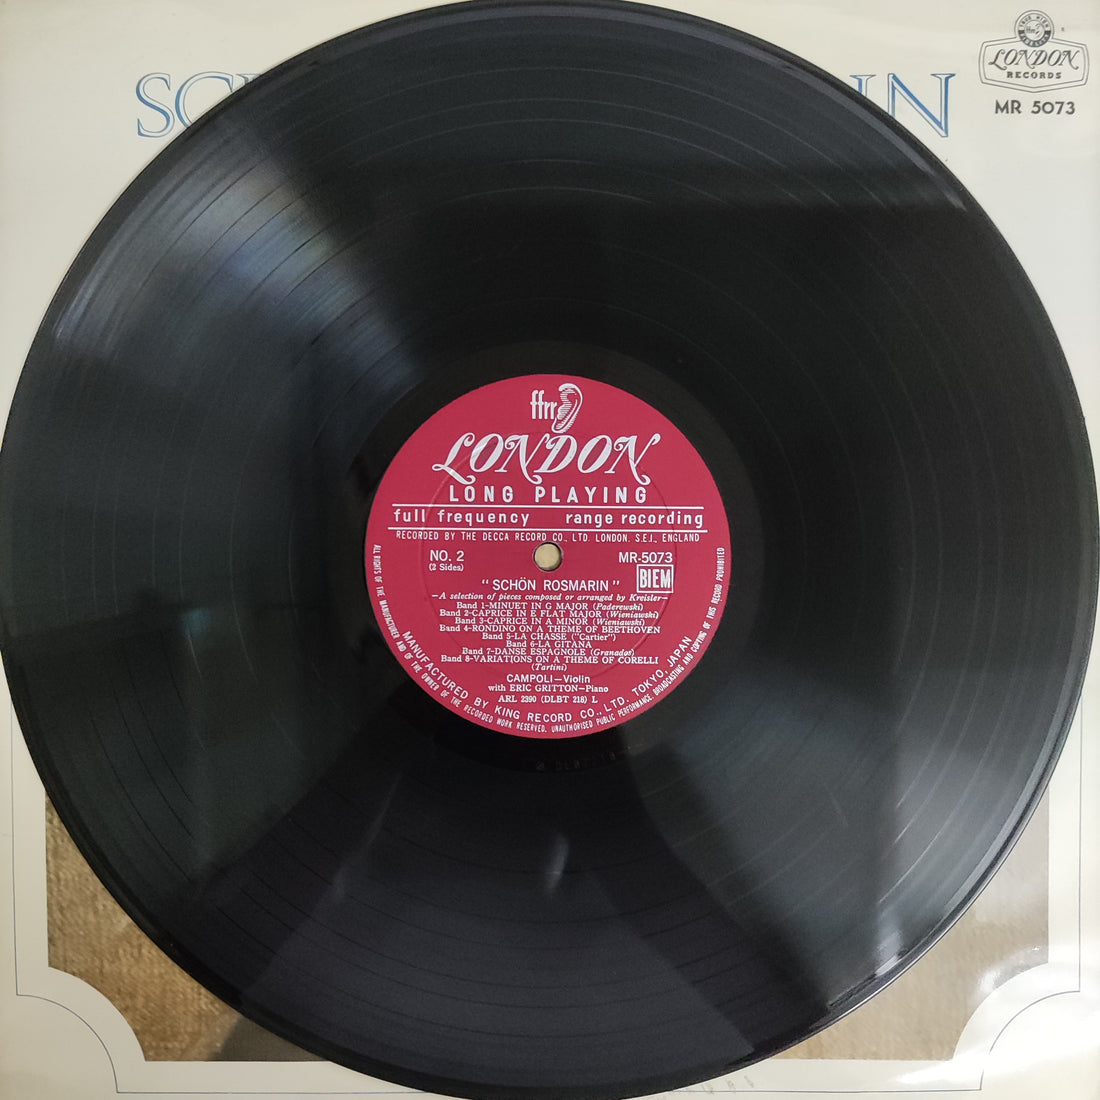 SC IN
LONDON
RECORDS
MR 5073
ffrr
LONDON
LONG PLAYING
full frequency range recording
RECORDED BY THE DECCA RECORD CO., LTD. LONDON. S.E.I., ENGLAND
NO. 2
(2 Sides)
MR-5073
BIEM
"SCHÖN ROSMARIN"
—A selection of pieces composed or arranged by Kreisler—
Band 1-MINUET IN G MAJOR (Paderewski)
Band 2-CAPRICE IN E FLAT MAJOR (Wieniawski)
Band 3-CAPRICE IN A MINOR (Wieniawski)
Band 4-RONDINO ON A THEME OF BEETHOVEN
Band 5-LA CHASSE ("Cartier")
Band 6-LA GITANA
Band 7-DANSE ESPAGNOLE (Granados)
Band 8-VARIATIONS ON A THEME OF CORELLI
(Tartini)
CAMPOLI—Violin
with ERIC GRITTON—Piano
ARL 2390 (DLBT 218) L
MANUFACTURED BY KING RECORD CO., LTD. TOKYO, JAPAN
ALL RIGHTS OF THE MANUFACTURER AND OF THE OWNER OF THE RECORDED WORK RESERVED. UNAUTHORISED PUBLIC PERFORMANCE, BROADCASTING AND COPYING OF THIS RECORD PROHIBITED